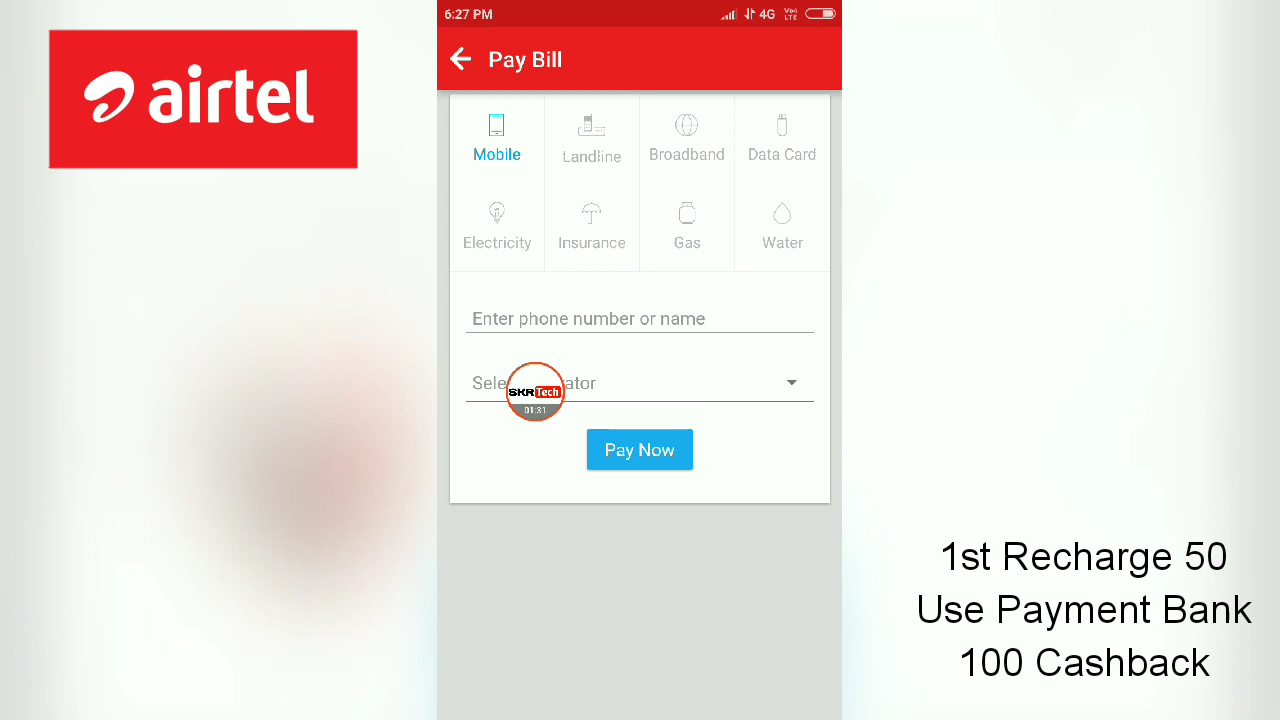 airtel
6:27 PM 4G VoLTE
Pay Bill
Mobile Landline Broadband Data Card
Electricity Insurance Gas Water
Enter phone number or name
Sele ator
SKR Tech
01:31
Pay Now
1st Recharge 50
Use Payment Bank
100 Cashback